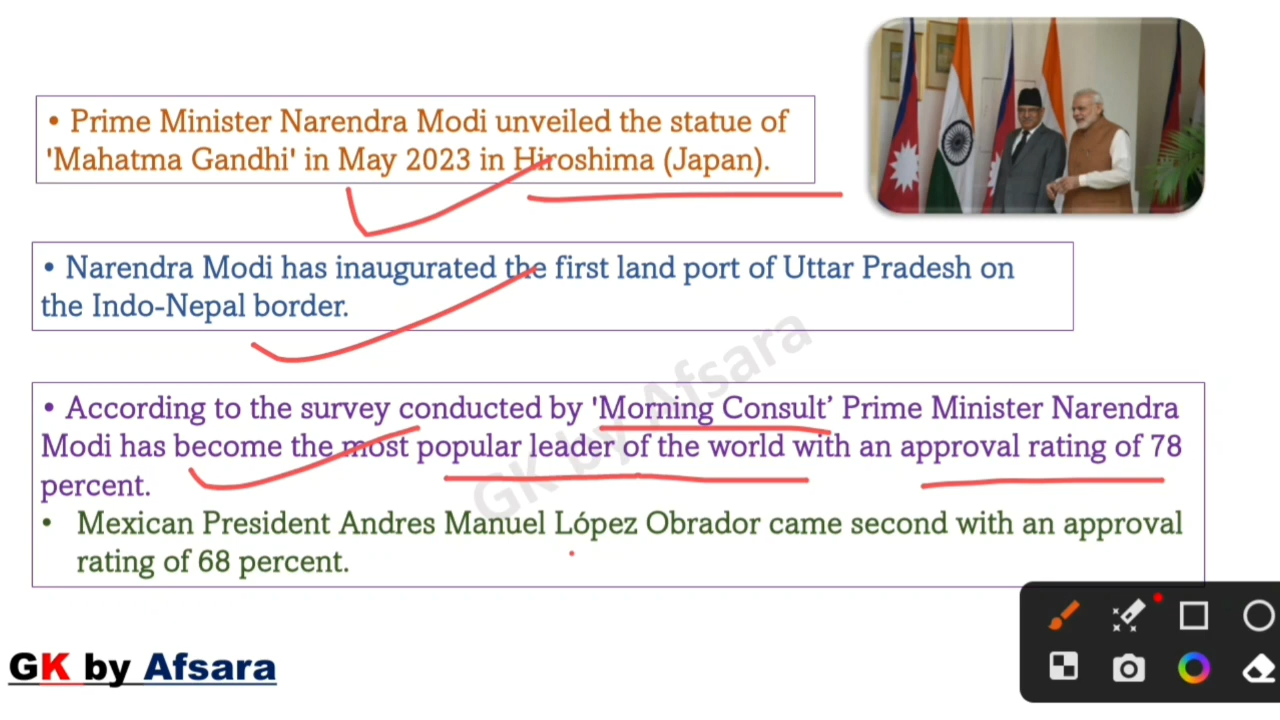 • Prime Minister Narendra Modi unveiled the statue of
'Mahatma Gandhi' in May 2023 in Hiroshima (Japan).
• Narendra Modi has inaugurated the first land port of Uttar Pradesh on
the Indo-Nepal border.
• According to the survey conducted by 'Morning Consult’ Prime Minister Narendra
Modi has become the most popular leader of the world with an approval rating of 78
percent.
• Mexican President Andres Manuel López Obrador came second with an approval
rating of 68 percent.
GK by Afsara
GK by Afsara